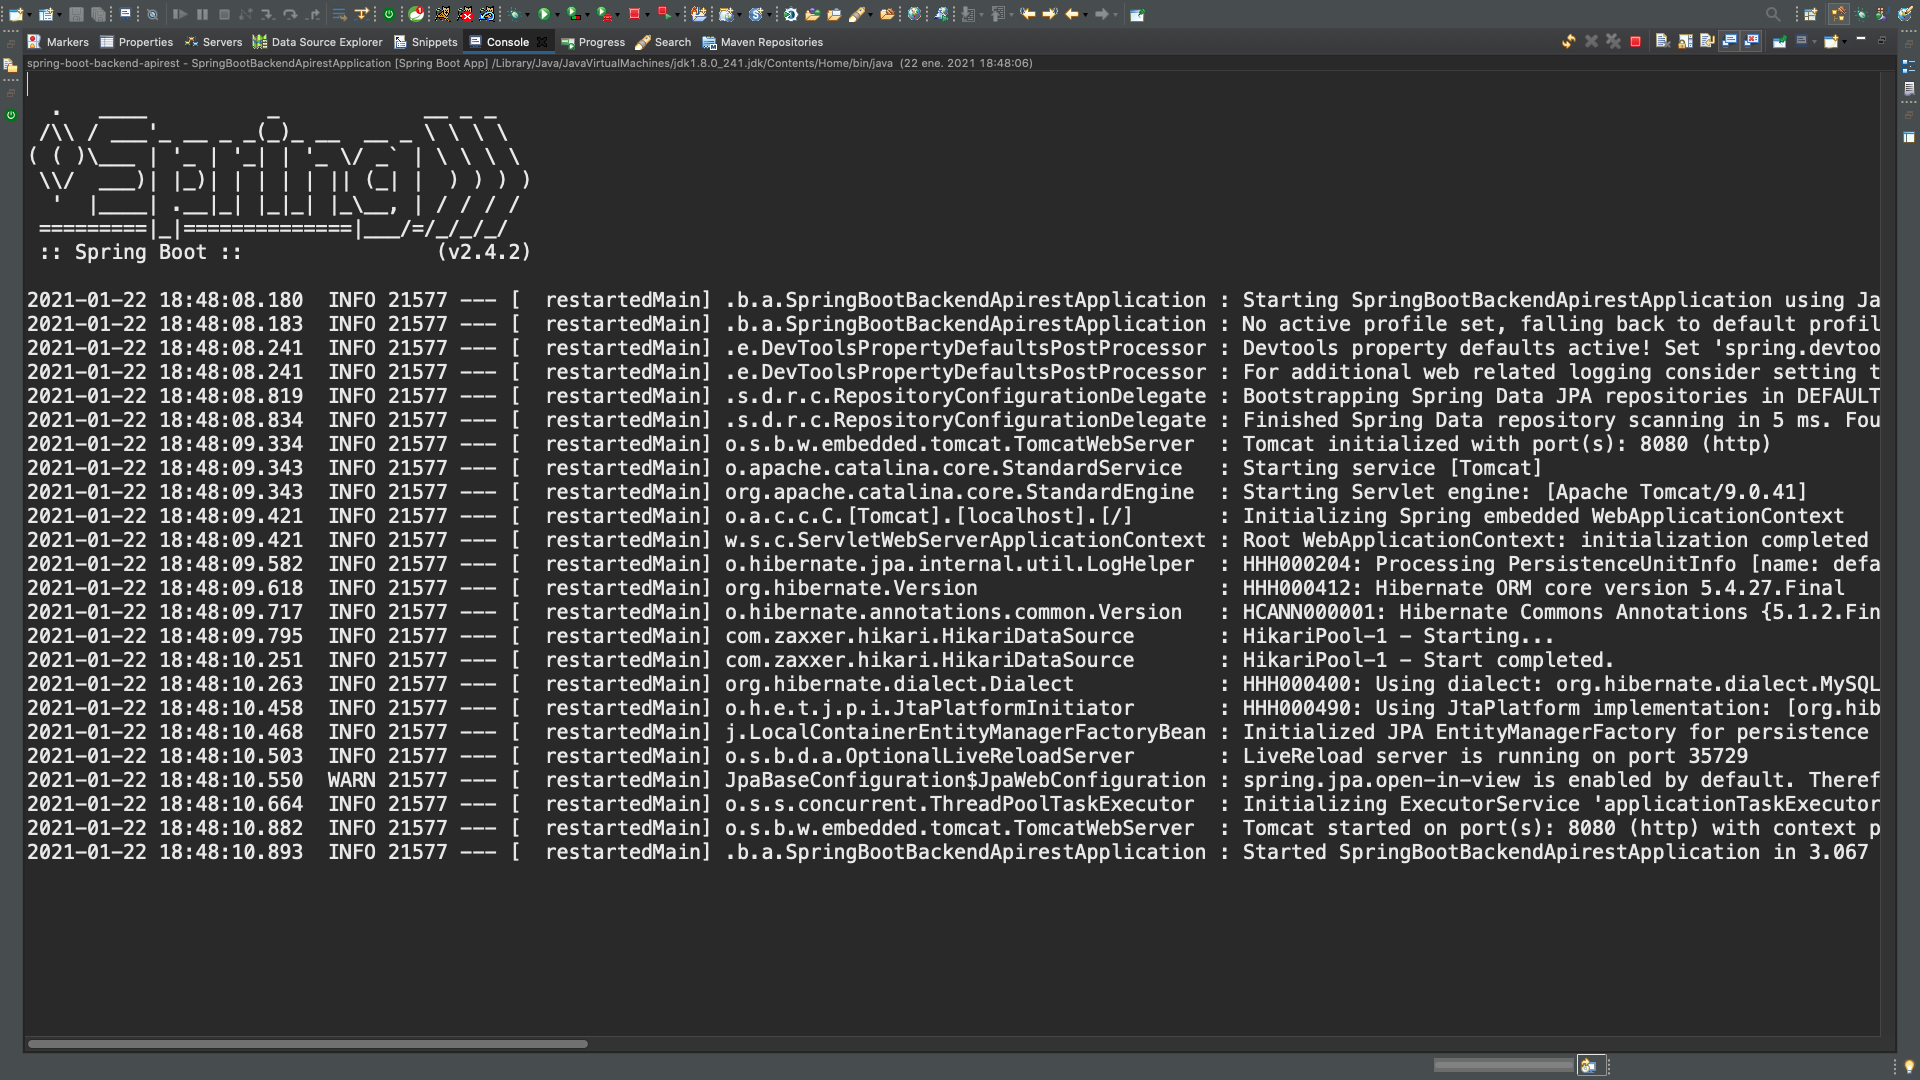 Markers Properties Servers Data Source Explorer Snippets Console Progress Search Maven Repositories
spring-boot-backend-apirest - SpringBootBackendApirestApplication [Spring Boot App] /Library/Java/JavaVirtualMachines/jdk1.8.0_241.jdk/Contents/Home/bin/java (22 ene. 2021 18:48:06)
  .   ____          _            __ _ _
 /\\ / ___'_ __ _ _(_)_ __  __ _ \ \ \ \
( ( )\___ | '_ | '_| | '_ \/ _` | \ \ \ \
 \\/  ___)| |_)| | | | | || (_| |  ) ) ) )
  '  |____| .__|_| |_|_| |_\__, | / / / /
 =========|_|==============|___/=/_/_/_/
 :: Spring Boot ::                (v2.4.2)
2021-01-22 18:48:08.180  INFO 21577 --- [  restartedMain] .b.a.SpringBootBackendApirestApplication : Starting SpringBootBackendApirestApplication using Ja
2021-01-22 18:48:08.183  INFO 21577 --- [  restartedMain] .b.a.SpringBootBackendApirestApplication : No active profile set, falling back to default profil
2021-01-22 18:48:08.241  INFO 21577 --- [  restartedMain] .e.DevToolsPropertyDefaultsPostProcessor : Devtools property defaults active! Set 'spring.devtoo
2021-01-22 18:48:08.241  INFO 21577 --- [  restartedMain] .e.DevToolsPropertyDefaultsPostProcessor : For additional web related logging consider setting t
2021-01-22 18:48:08.819  INFO 21577 --- [  restartedMain] .s.d.r.c.RepositoryConfigurationDelegate : Bootstrapping Spring Data JPA repositories in DEFAULT
2021-01-22 18:48:08.834  INFO 21577 --- [  restartedMain] .s.d.r.c.RepositoryConfigurationDelegate : Finished Spring Data repository scanning in 5 ms. Fou
2021-01-22 18:48:09.334  INFO 21577 --- [  restartedMain] o.s.b.w.embedded.tomcat.TomcatWebServer  : Tomcat initialized with port(s): 8080 (http)
2021-01-22 18:48:09.343  INFO 21577 --- [  restartedMain] o.apache.catalina.core.StandardService   : Starting service [Tomcat]
2021-01-22 18:48:09.343  INFO 21577 --- [  restartedMain] org.apache.catalina.core.StandardEngine  : Starting Servlet engine: [Apache Tomcat/9.0.41]
2021-01-22 18:48:09.421  INFO 21577 --- [  restartedMain] o.a.c.c.C.[Tomcat].[localhost].[/]       : Initializing Spring embedded WebApplicationContext
2021-01-22 18:48:09.421  INFO 21577 --- [  restartedMain] w.s.c.ServletWebServerApplicationContext : Root WebApplicationContext: initialization completed
2021-01-22 18:48:09.582  INFO 21577 --- [  restartedMain] o.hibernate.jpa.internal.util.LogHelper  : HHH000204: Processing PersistenceUnitInfo [name: defa
2021-01-22 18:48:09.618  INFO 21577 --- [  restartedMain] org.hibernate.Version                    : HHH000412: Hibernate ORM core version 5.4.27.Final
2021-01-22 18:48:09.717  INFO 21577 --- [  restartedMain] o.hibernate.annotations.common.Version   : HCANN000001: Hibernate Commons Annotations {5.1.2.Fin
2021-01-22 18:48:09.795  INFO 21577 --- [  restartedMain] com.zaxxer.hikari.HikariDataSource       : HikariPool-1 - Starting...
2021-01-22 18:48:10.251  INFO 21577 --- [  restartedMain] com.zaxxer.hikari.HikariDataSource       : HikariPool-1 - Start completed.
2021-01-22 18:48:10.263  INFO 21577 --- [  restartedMain] org.hibernate.dialect.Dialect            : HHH000400: Using dialect: org.hibernate.dialect.MySQL
2021-01-22 18:48:10.458  INFO 21577 --- [  restartedMain] o.h.e.t.j.p.i.JtaPlatformInitiator       : HHH000490: Using JtaPlatform implementation: [org.hib
2021-01-22 18:48:10.468  INFO 21577 --- [  restartedMain] j.LocalContainerEntityManagerFactoryBean : Initialized JPA EntityManagerFactory for persistence
2021-01-22 18:48:10.503  INFO 21577 --- [  restartedMain] o.s.b.d.a.OptionalLiveReloadServer       : LiveReload server is running on port 35729
2021-01-22 18:48:10.550  WARN 21577 --- [  restartedMain] JpaBaseConfiguration$JpaWebConfiguration : spring.jpa.open-in-view is enabled by default. Theref
2021-01-22 18:48:10.664  INFO 21577 --- [  restartedMain] o.s.s.concurrent.ThreadPoolTaskExecutor  : Initializing ExecutorService 'applicationTaskExecutor
2021-01-22 18:48:10.882  INFO 21577 --- [  restartedMain] o.s.b.w.embedded.tomcat.TomcatWebServer  : Tomcat started on port(s): 8080 (http) with context p
2021-01-22 18:48:10.893  INFO 21577 --- [  restartedMain] .b.a.SpringBootBackendApirestApplication : Started SpringBootBackendApirestApplication in 3.067